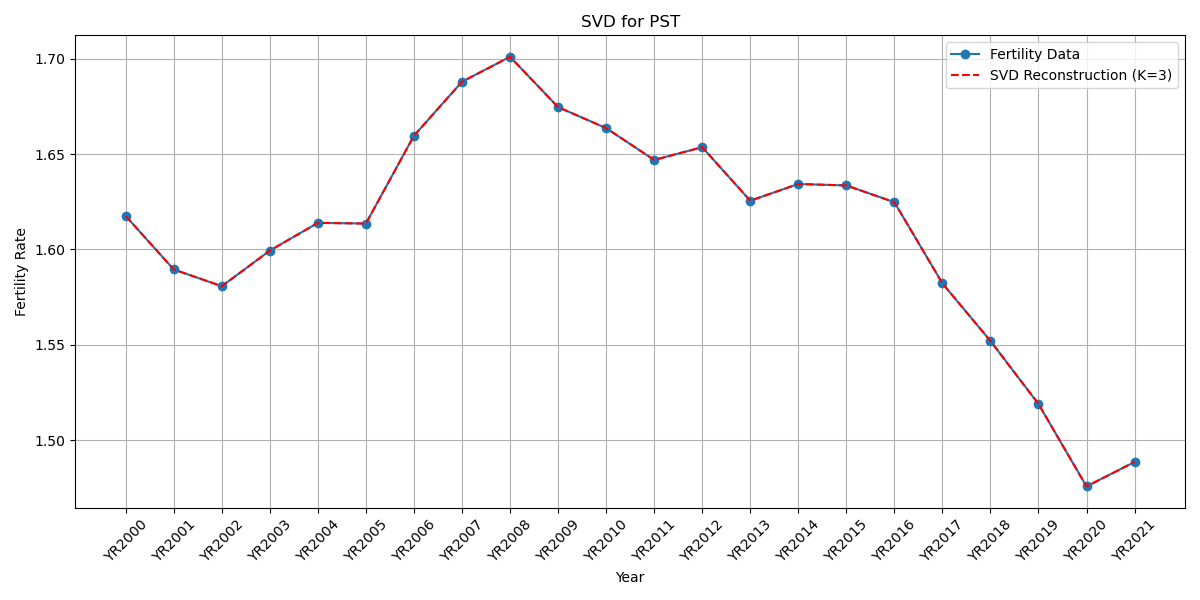 SVD for PST
Fertility Data
SVD Reconstruction (K=3)
Fertility Rate
1.70
1.65
1.60
1.55
1.50
YR2000
YR2001
YR2002
YR2003
YR2004
YR2005
YR2006
YR2007
YR2008
YR2009
YR2010
YR2011
YR2012
YR2013
YR2014
YR2015
YR2016
YR2017
YR2018
YR2019
YR2020
YR2021
Year